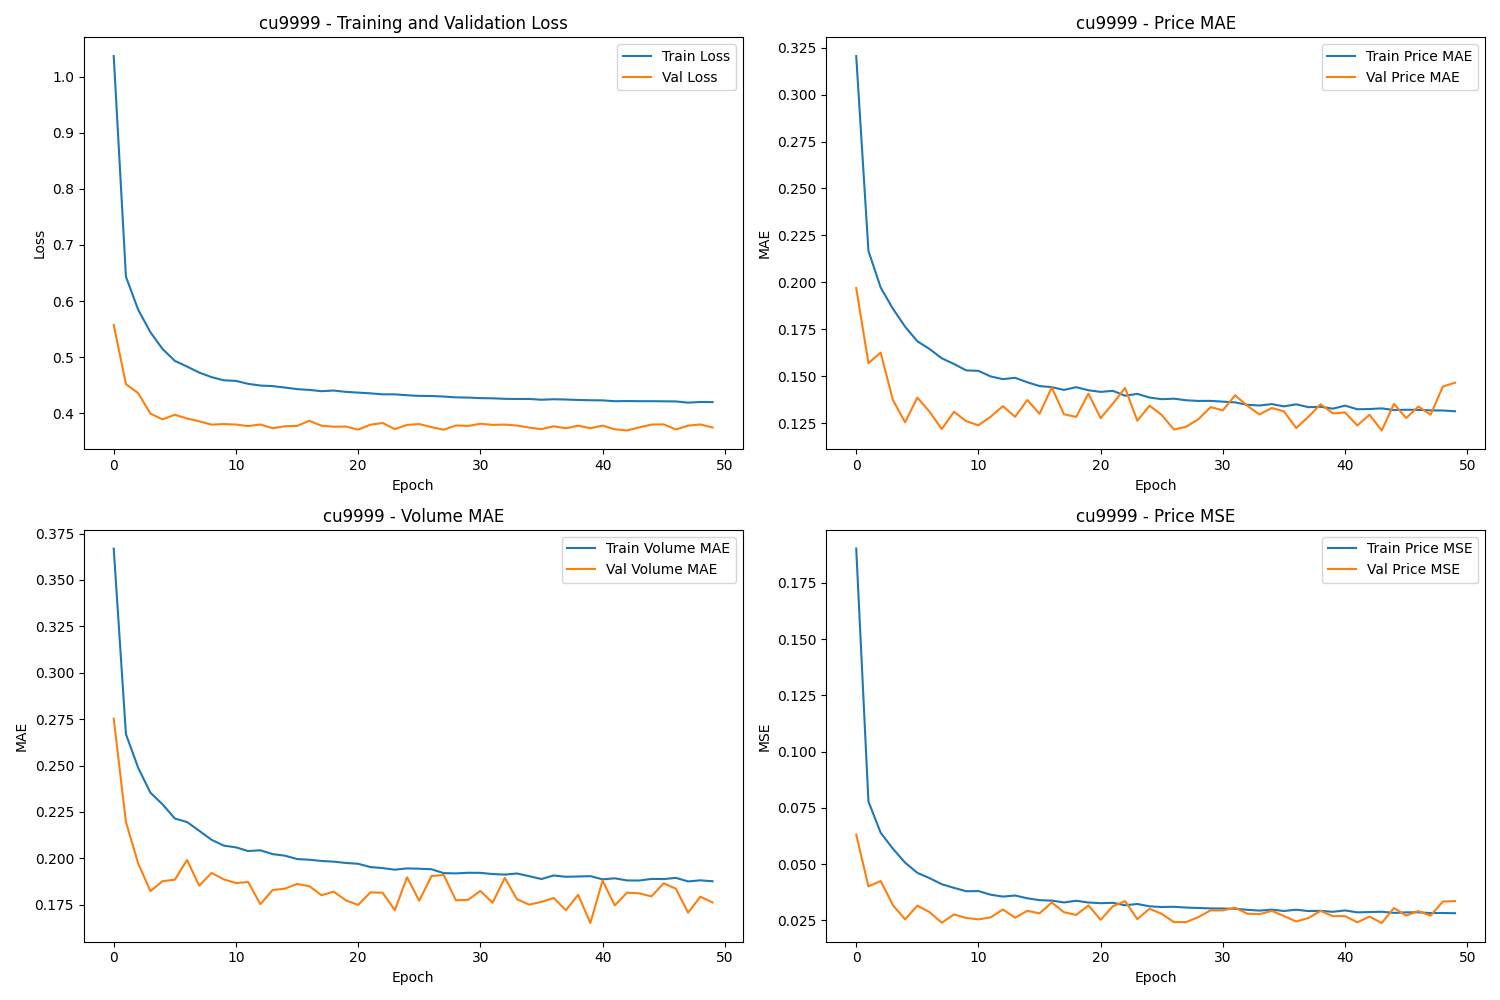 cu9999 - Training and Validation Loss
Train Loss
Val Loss
1.0
0.9
0.8
0.7
0.6
0.5
0.4
Loss
0 10 20 30 40 50
Epoch
cu9999 - Price MAE
Train Price MAE
Val Price MAE
0.325
0.300
0.275
0.250
0.225
0.200
0.175
0.150
0.125
MAE
0 10 20 30 40 50
Epoch
cu9999 - Volume MAE
Train Volume MAE
Val Volume MAE
0.375
0.350
0.325
0.300
0.275
0.250
0.225
0.200
0.175
MAE
0 10 20 30 40 50
Epoch
cu9999 - Price MSE
Train Price MSE
Val Price MSE
0.175
0.150
0.125
0.100
0.075
0.050
0.025
MSE
0 10 20 30 40 50
Epoch